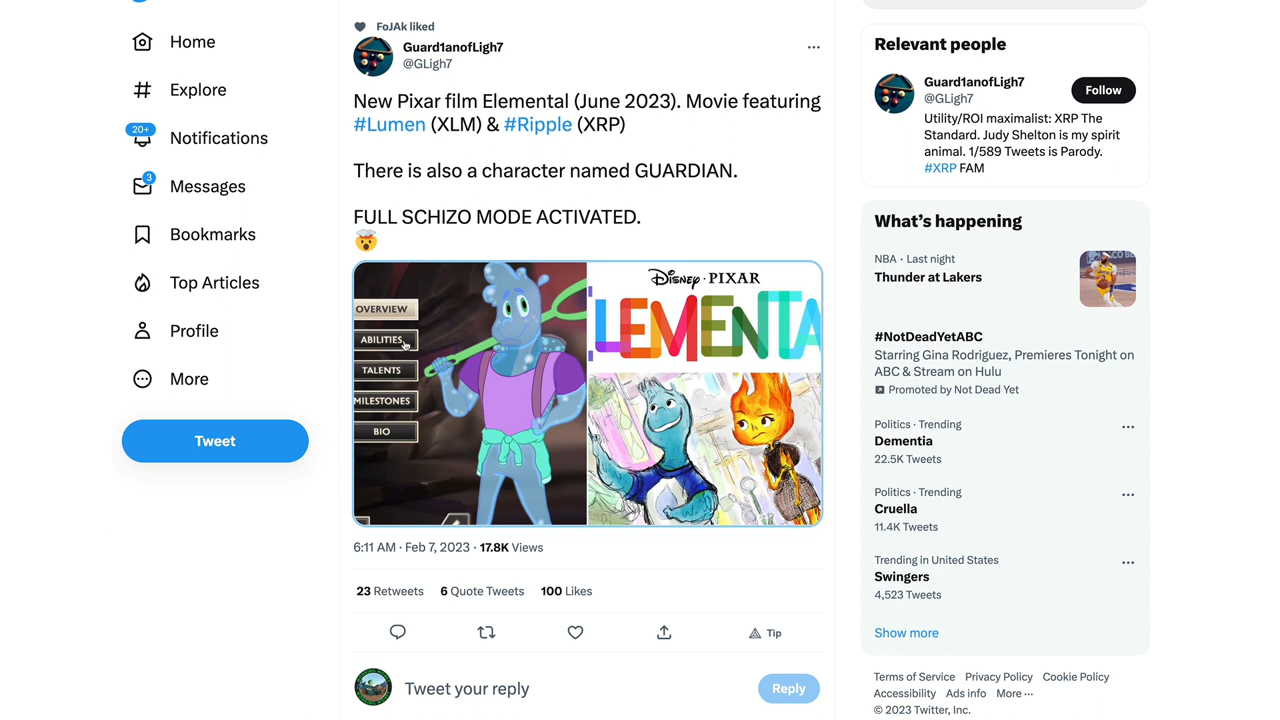 Home
Explore
20+
Notifications
3
Messages
Bookmarks
Top Articles
Profile
More
Tweet
FoJAk liked
Guard1anofLigh7
@GLigh7
New Pixar film Elemental (June 2023). Movie featuring
#Lumen (XLM) & #Ripple (XRP)
There is also a character named GUARDIAN.
FULL SCHIZO MODE ACTIVATED.
OVERVIEW
ABILITIES
TALENTS
MILESTONES
BIO
DISNEY · PIXAR
ELEMENTA
6:11 AM · Feb 7, 2023 · 17.8K Views
23 Retweets 6 Quote Tweets 100 Likes
Tip
Tweet your reply
Reply
Relevant people
Guard1anofLigh7
@GLigh7
Follow
Utility/ROI maximalist: XRP The
Standard. Judy Shelton is my spirit
animal. 1/589 Tweets is Parody.
#XRP FAM
What's happening
NBA · Last night
Thunder at Lakers
#NotDeadYetABC
Starring Gina Rodriguez, Premieres Tonight on
ABC & Stream on Hulu
Promoted by Not Dead Yet
Politics · Trending
Dementia
22.5K Tweets
Politics · Trending
Cruella
11.4K Tweets
Trending in United States
Swingers
4,523 Tweets
Show more
Terms of Service Privacy Policy Cookie Policy
Accessibility Ads info More ···
© 2023 Twitter, Inc.